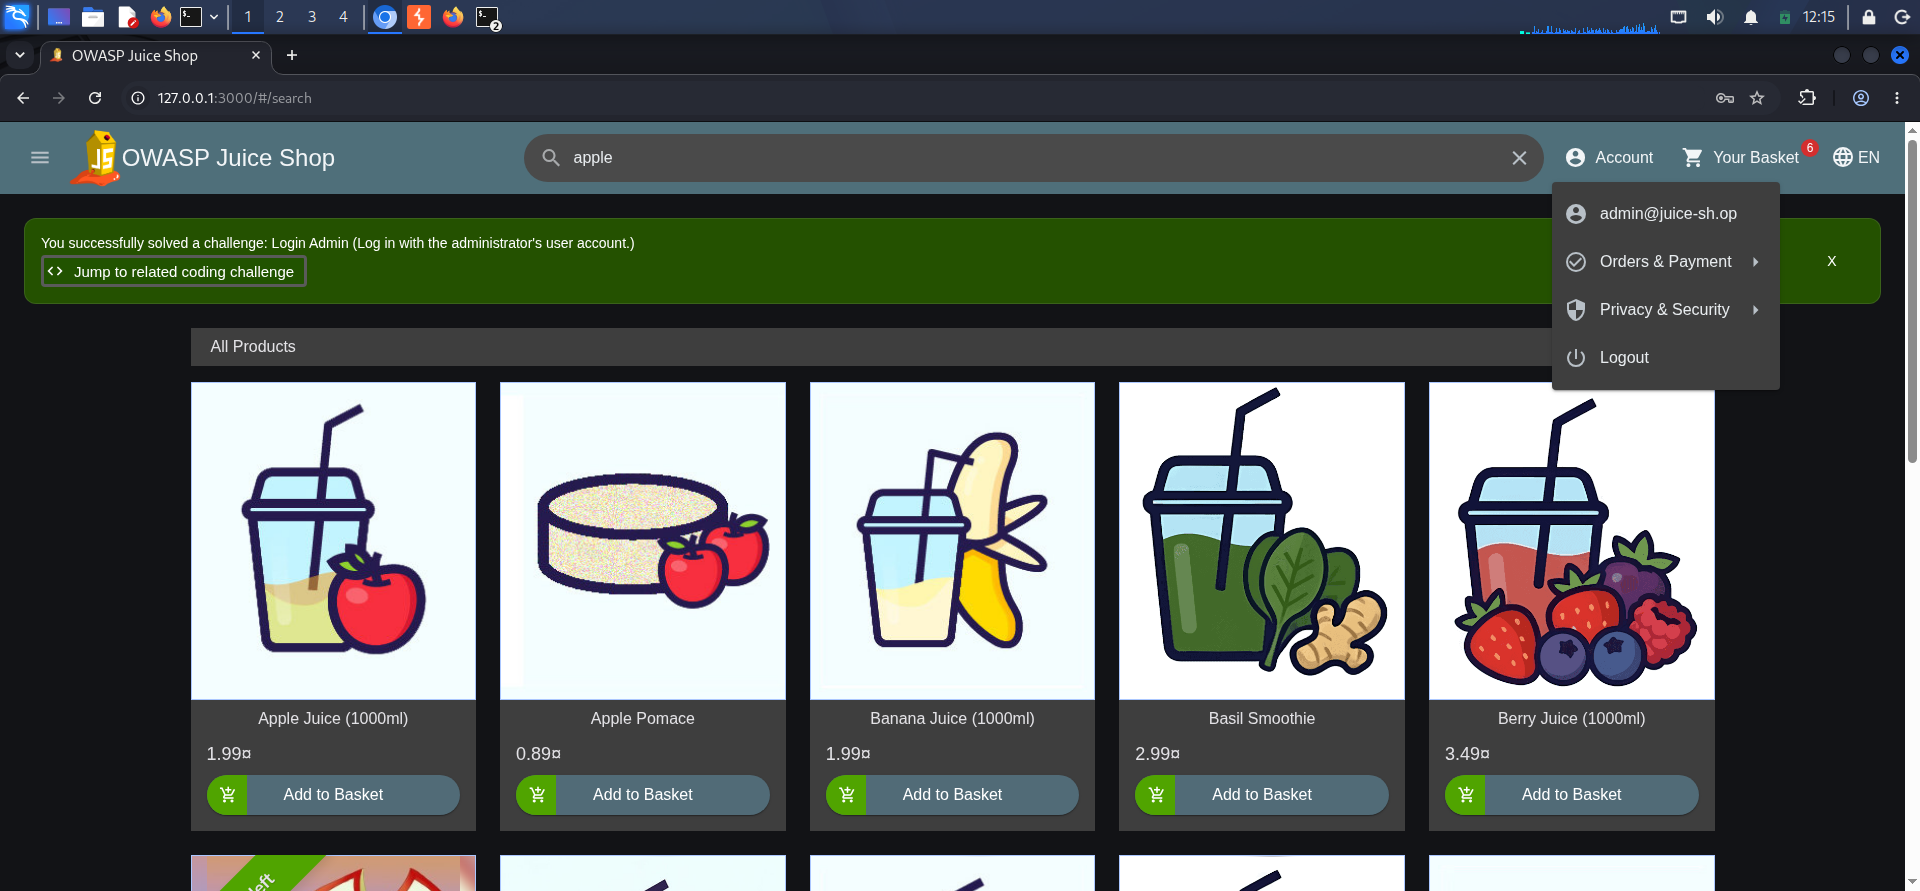 1 2 3 4
2
12:15
OWASP Juice Shop
127.0.0.1:3000/#/search
JS
OWASP Juice Shop
apple
Account
Your Basket
6
EN
admin@juice-sh.op
Orders & Payment
Privacy & Security
Logout
You successfully solved a challenge: Login Admin (Log in with the administrator's user account.)
Jump to related coding challenge
X
All Products
Apple Juice (1000ml)
Apple Pomace
Banana Juice (1000ml)
Basil Smoothie
Berry Juice (1000ml)
1.99¤
0.89¤
1.99¤
2.99¤
3.49¤
Add to Basket
Add to Basket
Add to Basket
Add to Basket
Add to Basket
left